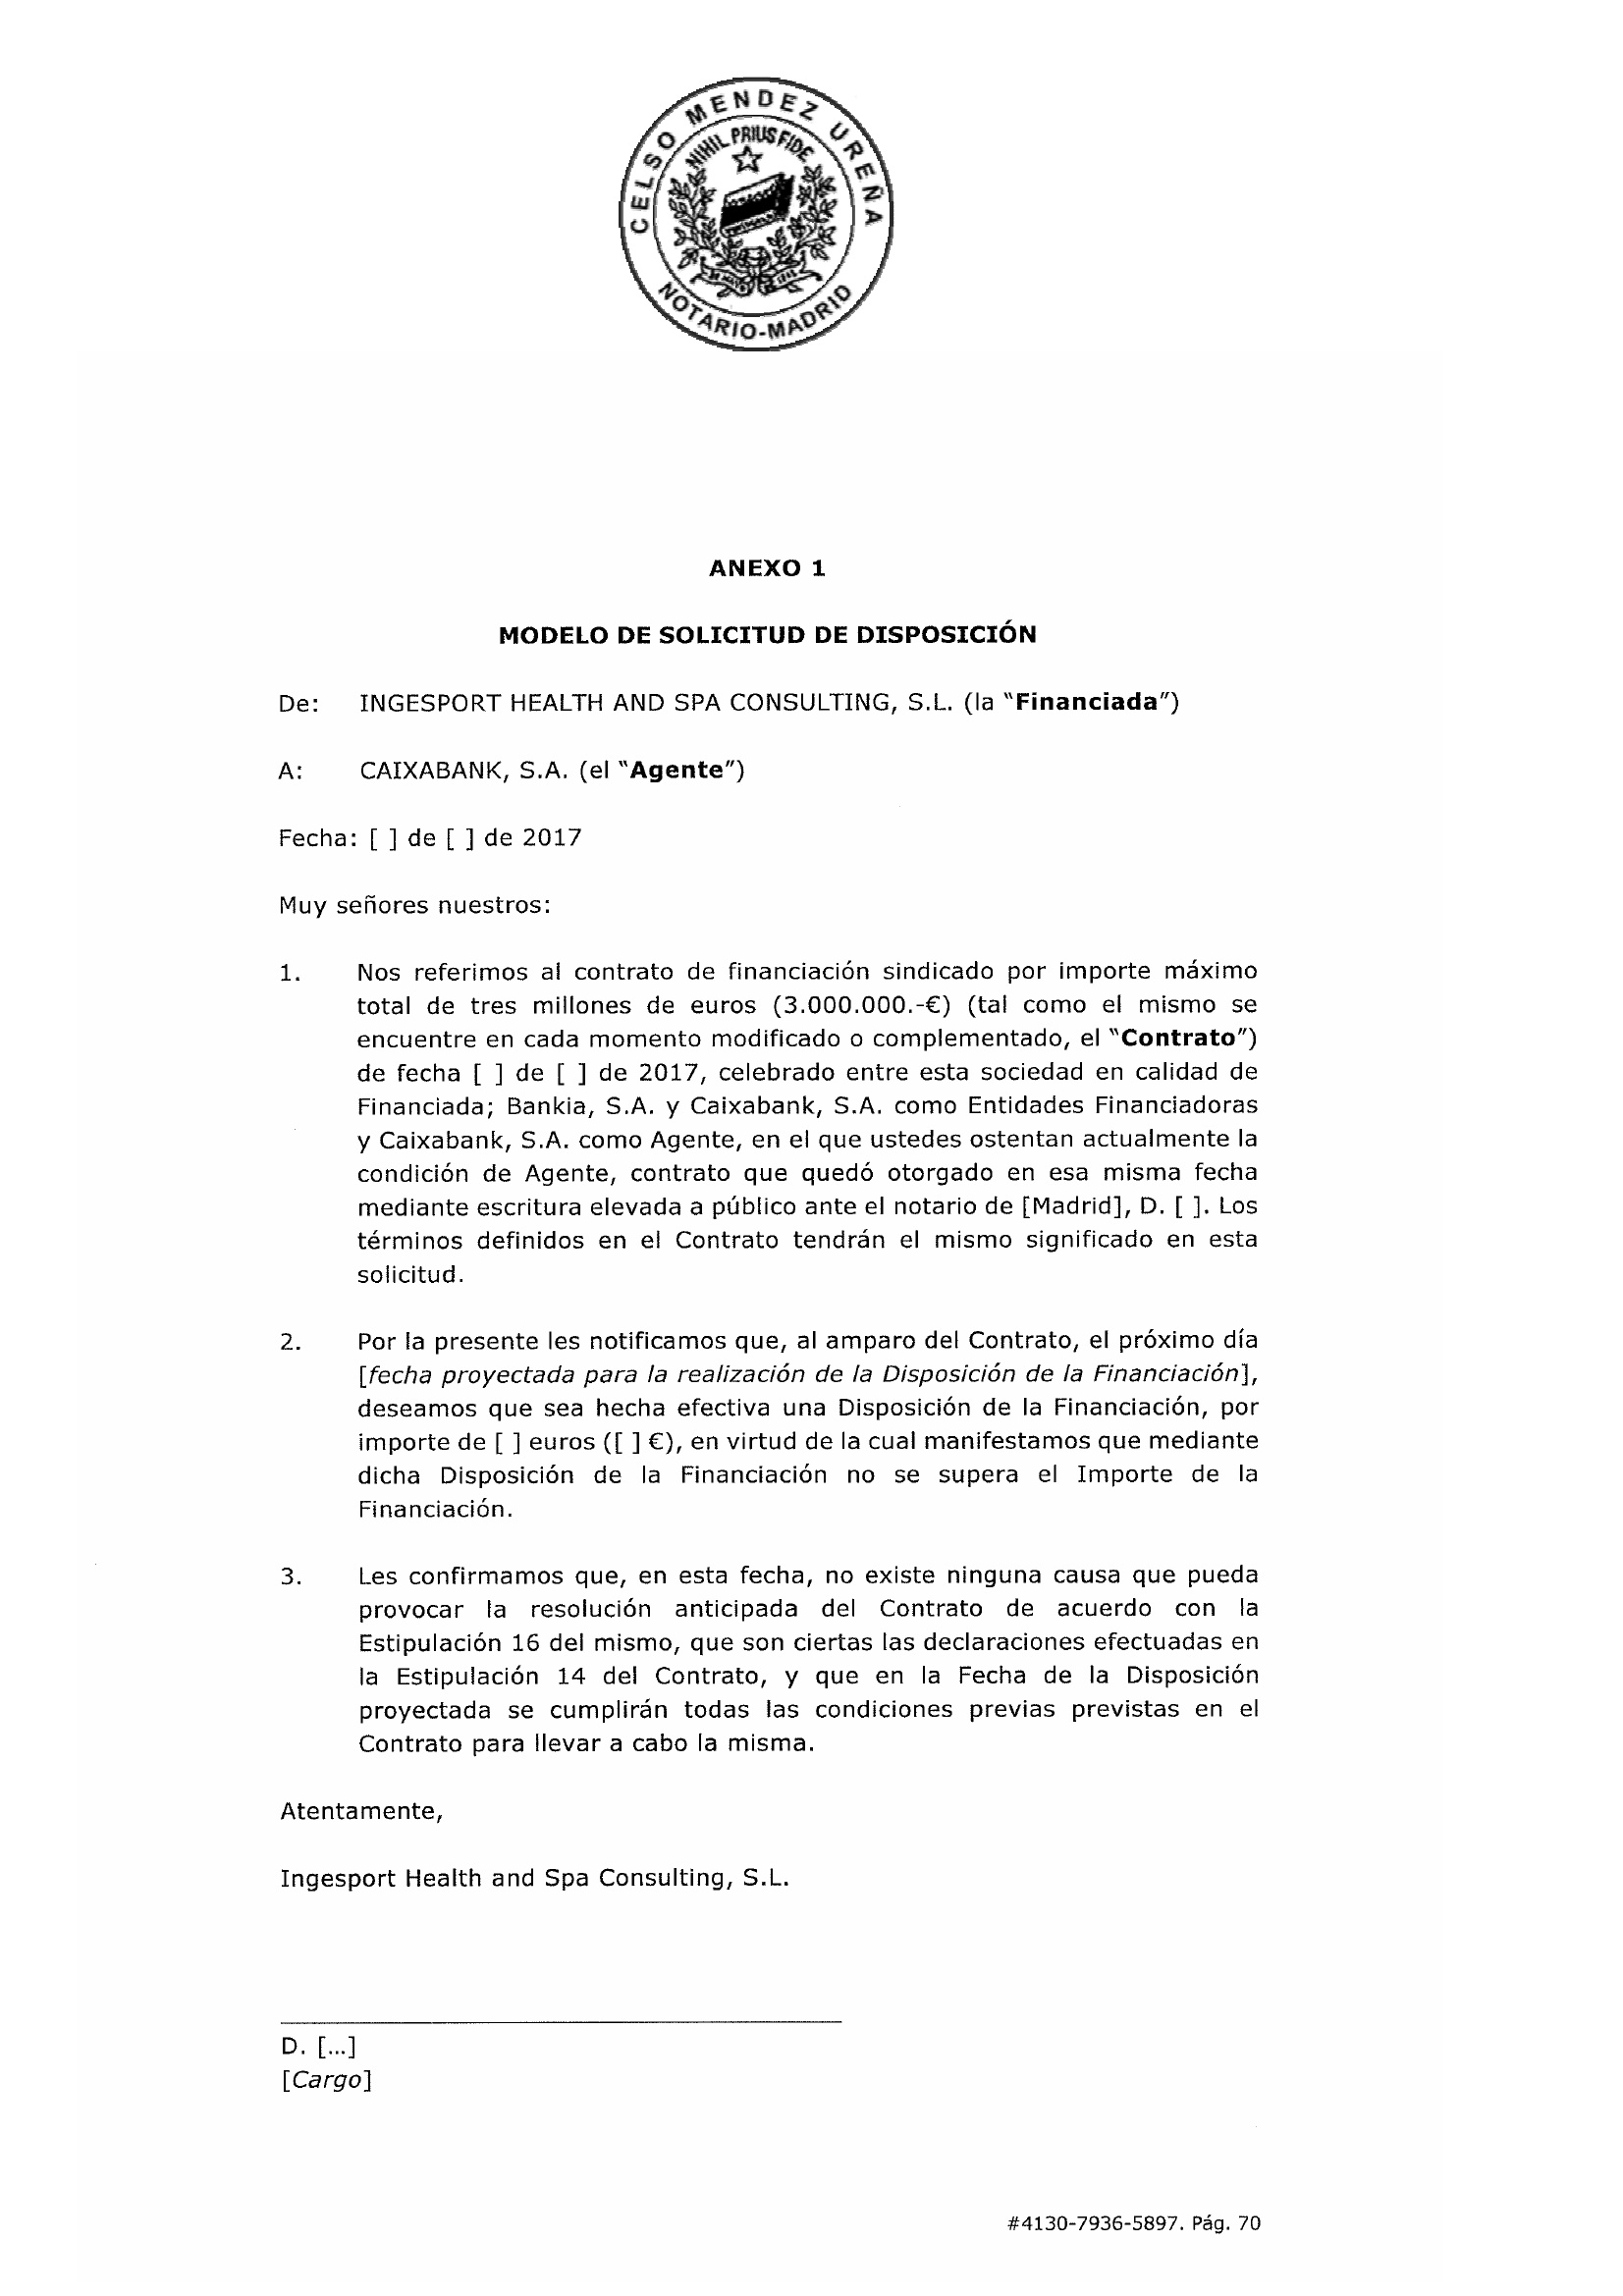 CELSO MENDEZ UREÑA
NIHIL PRIUS FIDE
NOTARIO-MADRID
ANEXO 1
MODELO DE SOLICITUD DE DISPOSICIÓN
De: INGESPORT HEALTH AND SPA CONSULTING, S.L. (la "Financiada")
A: CAIXABANK, S.A. (el "Agente")
Fecha: [ ] de [ ] de 2017
Muy señores nuestros:
1. Nos referimos al contrato de financiación sindicado por importe máximo
total de tres millones de euros (3.000.000.-€) (tal como el mismo se
encuentre en cada momento modificado o complementado, el "Contrato")
de fecha [ ] de [ ] de 2017, celebrado entre esta sociedad en calidad de
Financiada; Bankia, S.A. y Caixabank, S.A. como Entidades Financiadoras
y Caixabank, S.A. como Agente, en el que ustedes ostentan actualmente la
condición de Agente, contrato que quedó otorgado en esa misma fecha
mediante escritura elevada a público ante el notario de [Madrid], D. [ ]. Los
términos definidos en el Contrato tendrán el mismo significado en esta
solicitud.
2. Por la presente les notificamos que, al amparo del Contrato, el próximo día
[fecha proyectada para la realización de la Disposición de la Financiación],
deseamos que sea hecha efectiva una Disposición de la Financiación, por
importe de [ ] euros ([ ] €), en virtud de la cual manifestamos que mediante
dicha Disposición de la Financiación no se supera el Importe de la
Financiación.
3. Les confirmamos que, en esta fecha, no existe ninguna causa que pueda
provocar la resolución anticipada del Contrato de acuerdo con la
Estipulación 16 del mismo, que son ciertas las declaraciones efectuadas en
la Estipulación 14 del Contrato, y que en la Fecha de la Disposición
proyectada se cumplirán todas las condiciones previas previstas en el
Contrato para llevar a cabo la misma.
Atentamente,
Ingesport Health and Spa Consulting, S.L.
D. [...]
[Cargo]
#4130-7936-5897. Pág. 70